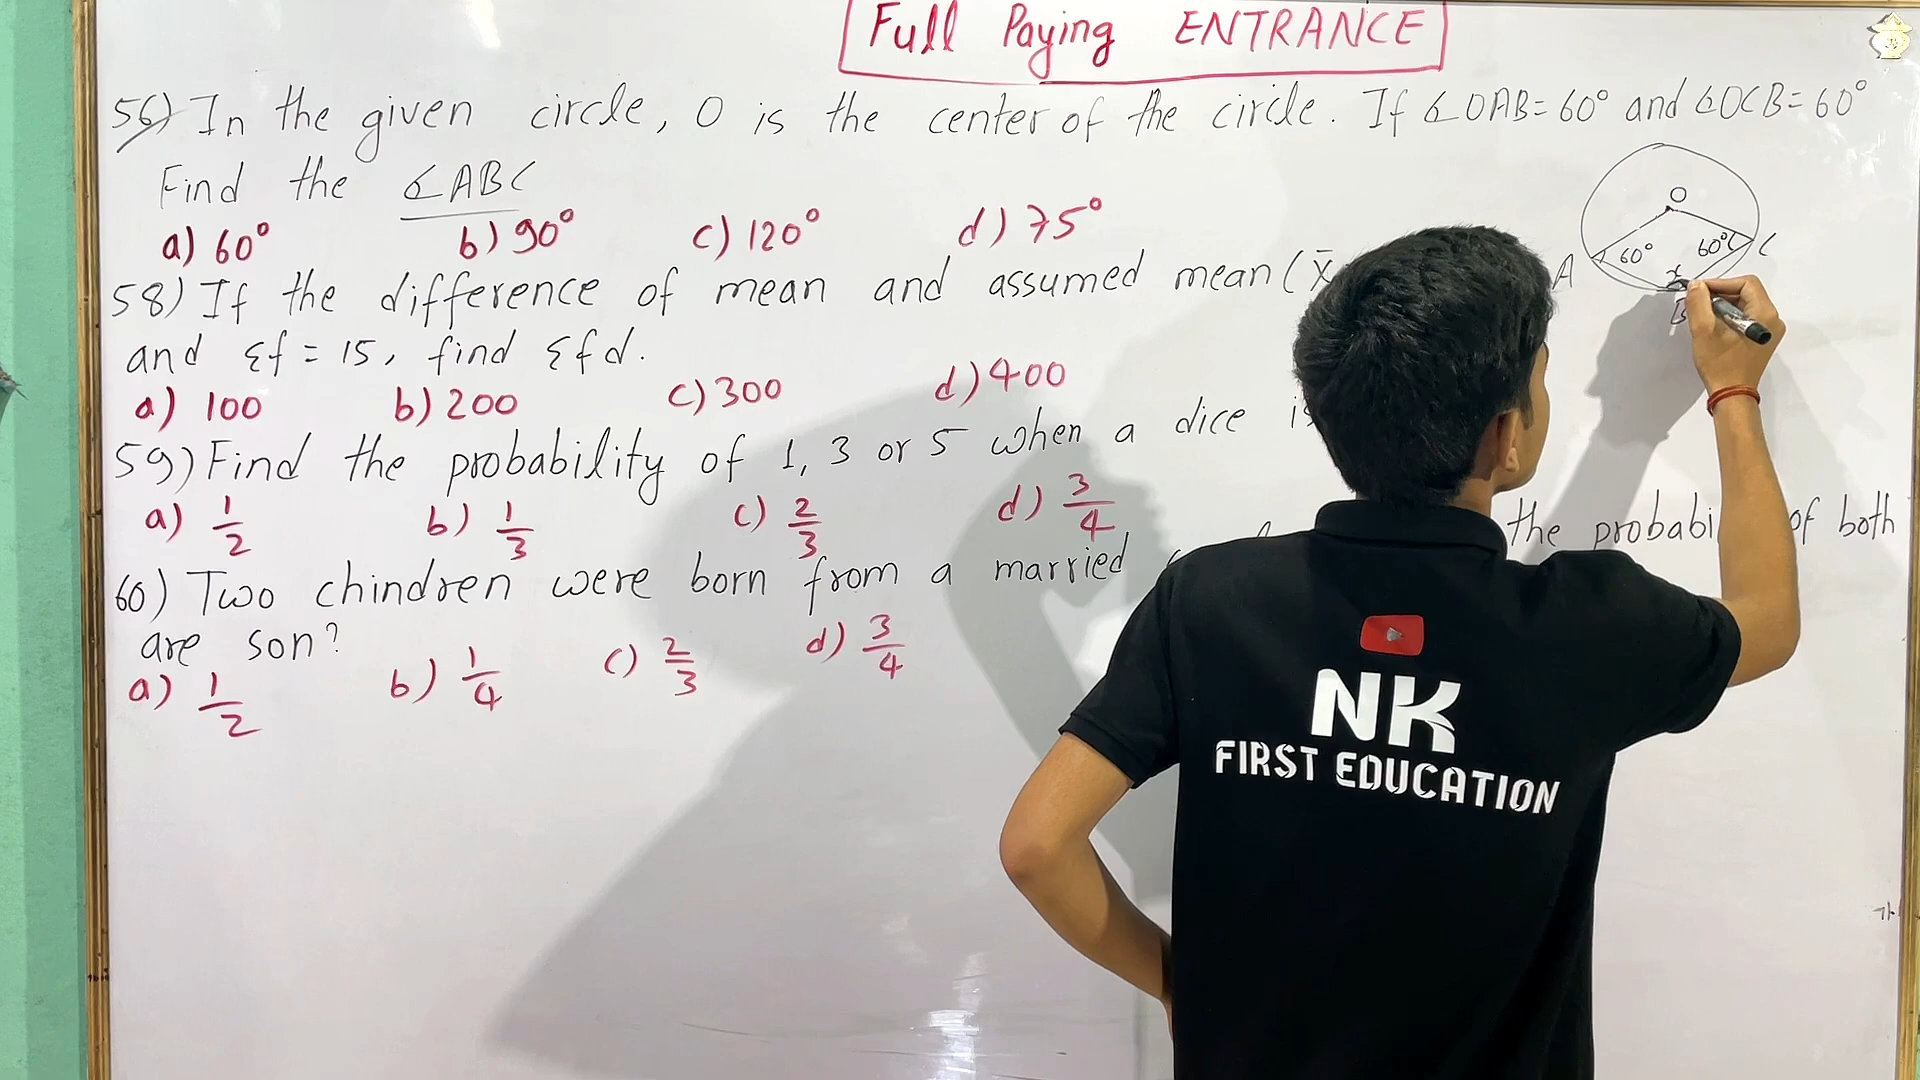 Full Paying ENTRANCE
56) In the given circle, O is the center of the circle. If ∡OAB=60° and ∡OCB=60°
Find the ∡ABC
a) 60° b) 90° c) 120° d) 75°
O
60° 60°
A C
x
B
58) If the difference of mean and assumed mean (x̄
and Σf = 15, find Σfd.
a) 100 b) 200 c) 300 d) 400
59) Find the probability of 1, 3 or 5 when a dice is
a) 1/2 b) 1/3 c) 2/3 d) 3/4
60) Two chindren were born from a married the probabi of both
are son?
a) 1/2 b) 1/4 c) 2/3 d) 3/4
NK
FIRST EDUCATION